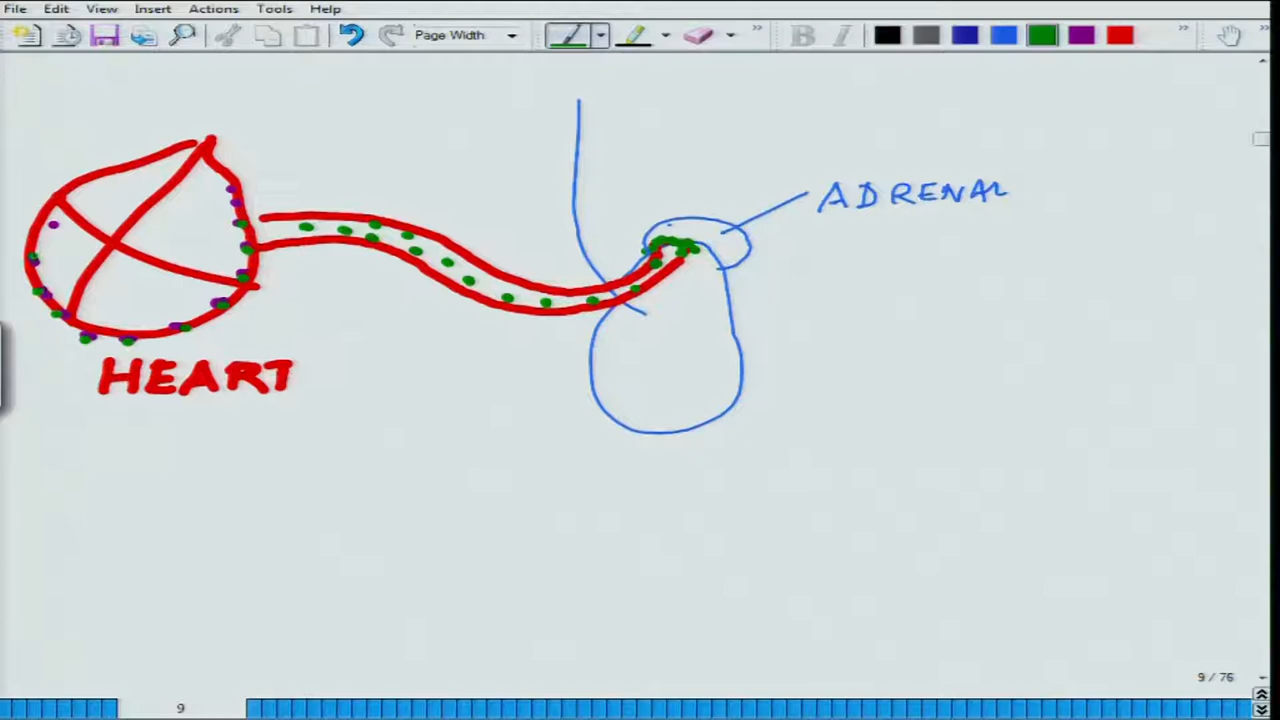 File Edit View Insert Actions Tools Help
Page Width
B I
ADRENAL
HEART
9 / 76
9